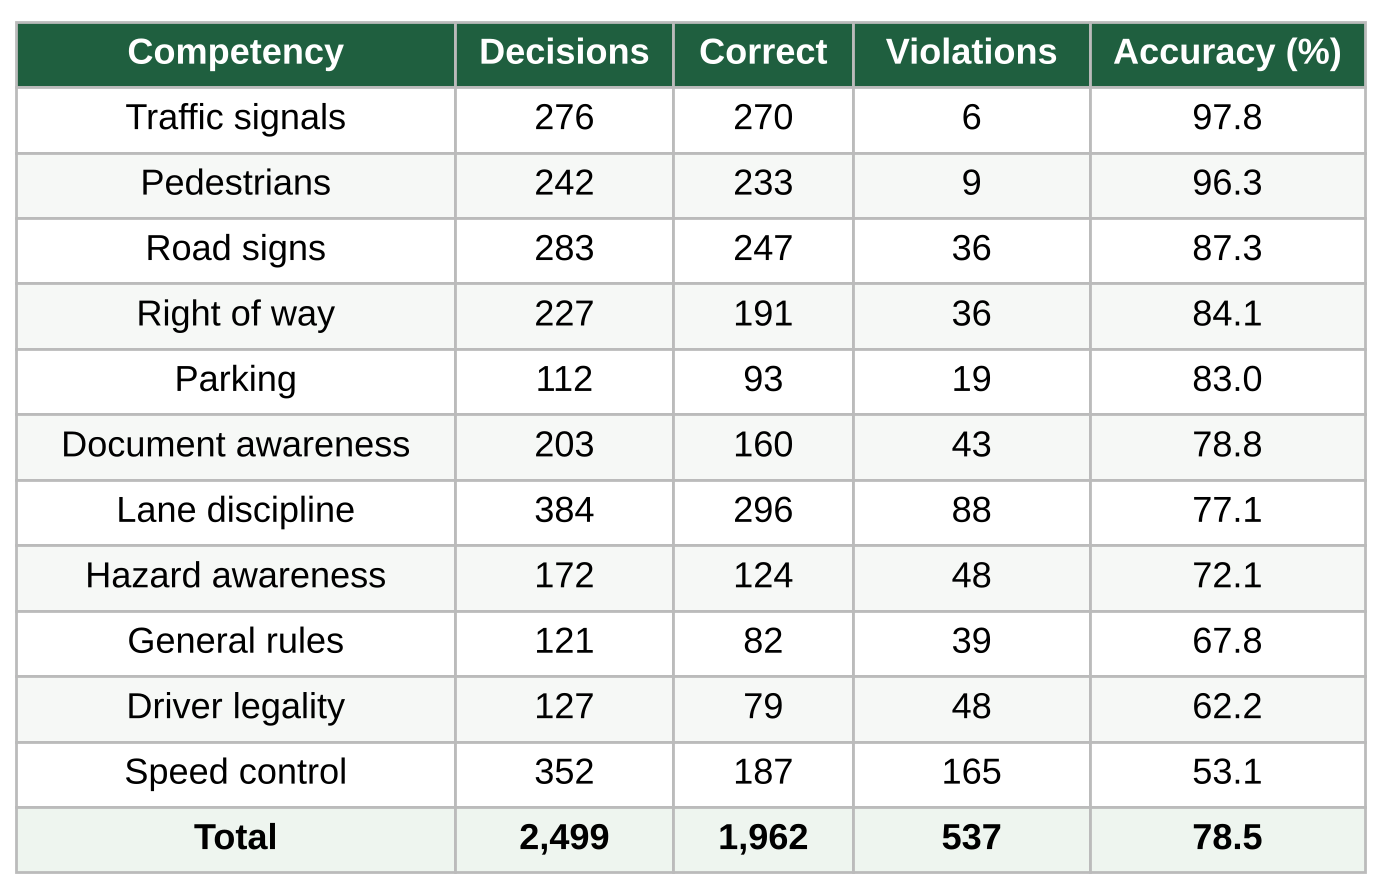 Competency Decisions Correct Violations Accuracy (%)
Traffic signals 276 270 6 97.8
Pedestrians 242 233 9 96.3
Road signs 283 247 36 87.3
Right of way 227 191 36 84.1
Parking 112 93 19 83.0
Document awareness 203 160 43 78.8
Lane discipline 384 296 88 77.1
Hazard awareness 172 124 48 72.1
General rules 121 82 39 67.8
Driver legality 127 79 48 62.2
Speed control 352 187 165 53.1
Total 2,499 1,962 537 78.5